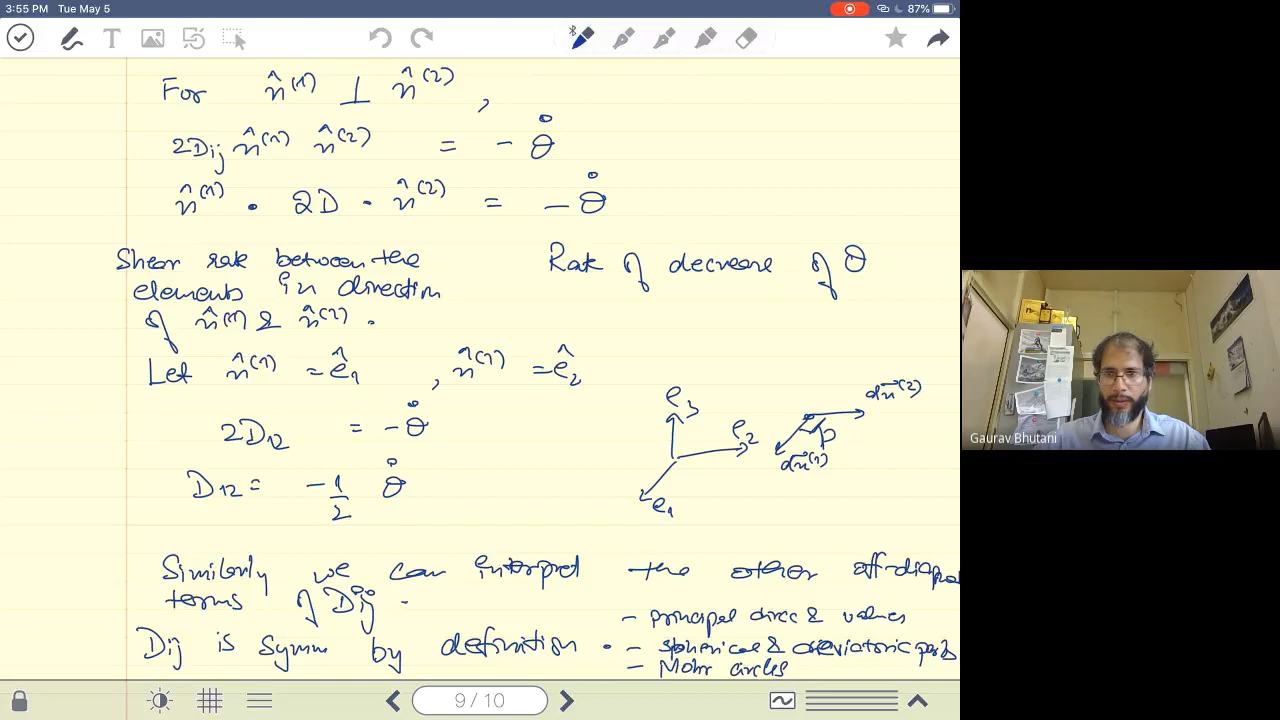 3:55 PM Tue May 5
87%
For n̂⁽¹⁾ ⊥ n̂⁽²⁾ ,
2Dij n̂⁽¹⁾ n̂⁽²⁾ = - θ̇
n̂⁽¹⁾ · 2D · n̂⁽²⁾ = - θ̇
Shear rate between the
elements in direction
of n̂⁽¹⁾ & n̂⁽²⁾ .
Rate of decrease of θ
Let n̂⁽¹⁾ = ê₁ , n̂⁽²⁾ = ê₂
2D₁₂ = - θ̇
D₁₂ = - 1/2 θ̇
e₃
e₂
e₁
dx⁽²⁾
p
dx⁽¹⁾
Similarly we can interpret the other off-diagonal
terms of Dij .
Dij is symm by definition .
- principal direc & values
- spherical & deviatoric parts
- Mohr circles
9 / 10
Gaurav Bhutani